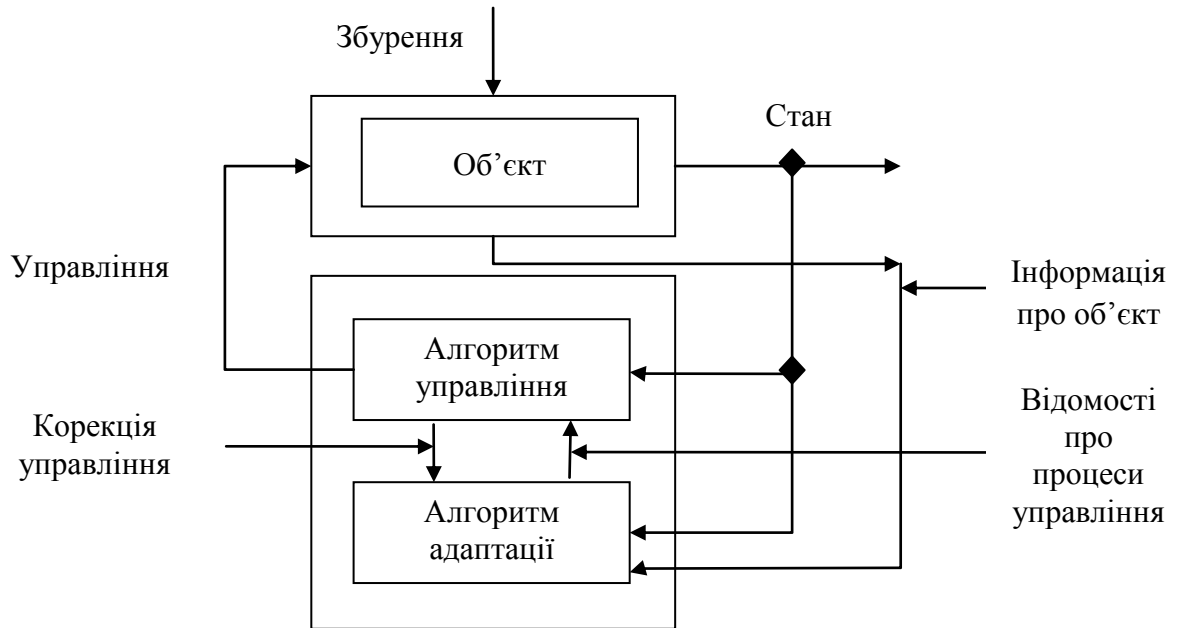 Збурення
Стан
Об’єкт
Управління
Інформація
про об’єкт
Алгоритм
управління
Корекція
управління
Відомості
про
процеси
управління
Алгоритм
адаптації